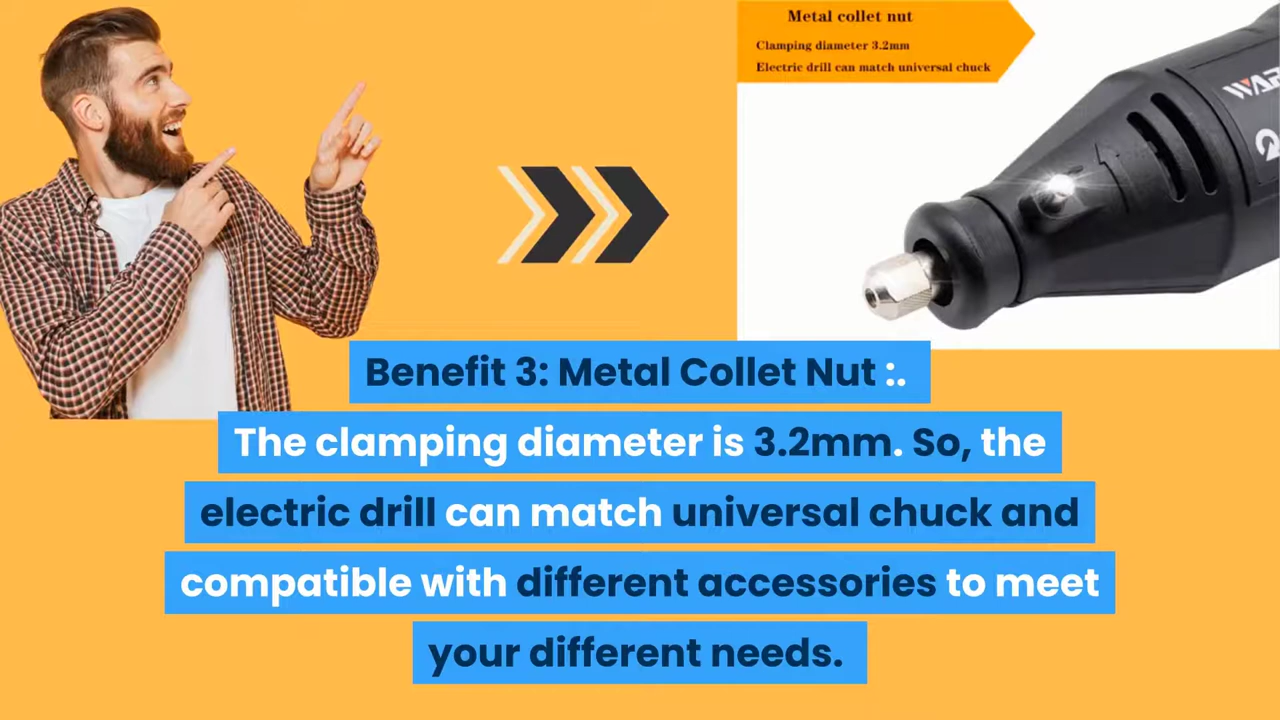 Metal collet nut
Clamping diameter 3.2mm
Electric drill can match universal chuck
Benefit 3: Metal Collet Nut :.
The clamping diameter is 3.2mm. So, the
electric drill can match universal chuck and
compatible with different accessories to meet
your different needs.